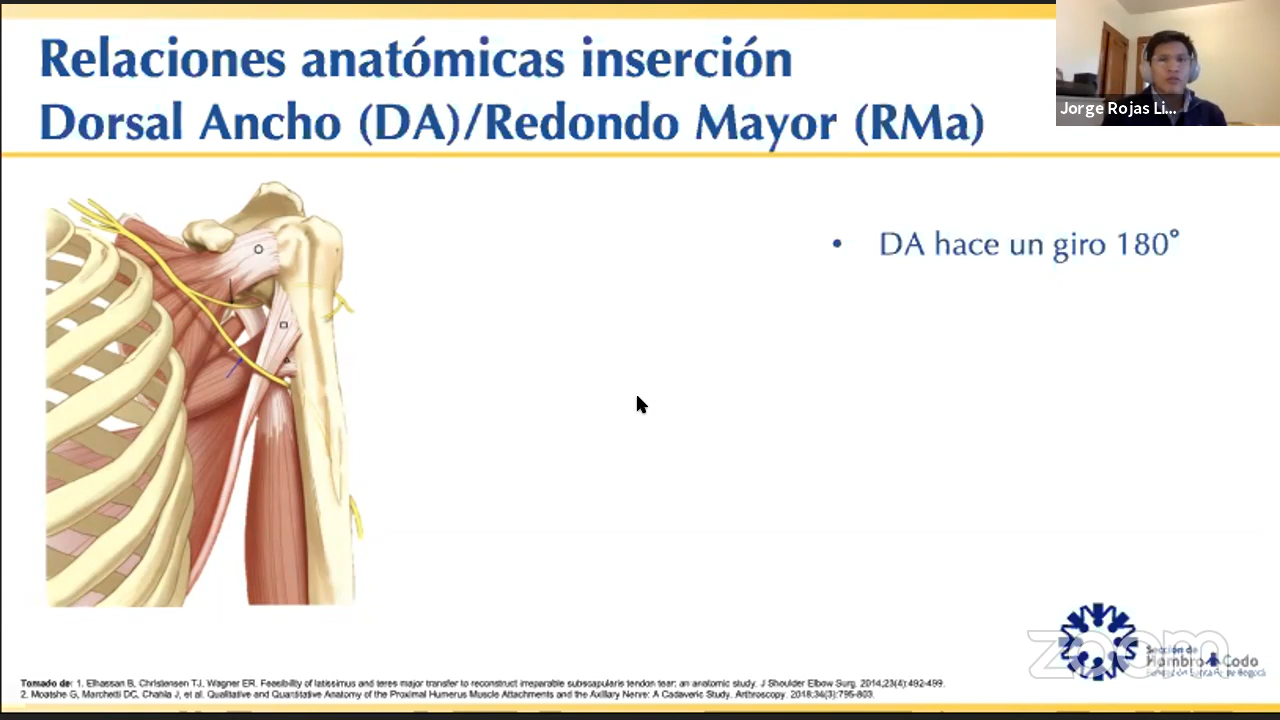 Relaciones anatómicas inserción
Dorsal Ancho (DA)/Redondo Mayor (RMa)
Jorge Rojas Li...
• DA hace un giro 180°
zoom
Sección de
Hombro Codo
Tomado de: 1. Elhassan B, Christensen TJ, Wagner ER. Feasibility of latissimus and teres major transfer to reconstruct irreparable subscapularis tendon tear: an anatomic study. J Shoulder Elbow Surg. 2014;23(4):492-499.
2. Moatshe G, Marchetti DC, Chahla J, et al. Qualitative and Quantitative Anatomy of the Proximal Humerus Muscle Attachments and the Axillary Nerve: A Cadaveric Study. Arthroscopy. 2018;34(3):795-803.